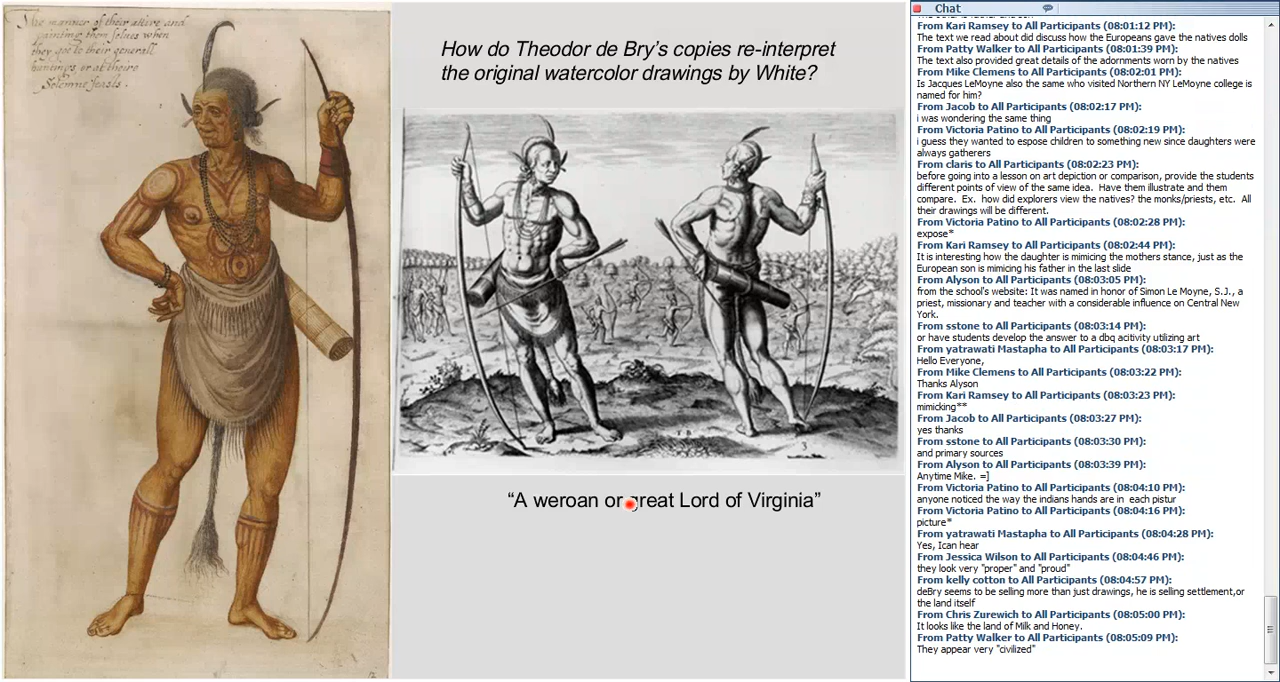 The manner of their attire and
painting them selves when
they goe to their generall
huntings, or at theire
Solemne feasts.
How do Theodor de Bry's copies re-interpret
the original watercolor drawings by White?
3
"A weroan or great Lord of Virginia"
Chat
From Kari Ramsey to All Participants (08:01:12 PM):
The text we read about did discuss how the Europeans gave the natives dolls
From Patty Walker to All Participants (08:01:39 PM):
The text also provided great details of the adornments worn by the natives
From Mike Clemens to All Participants (08:02:01 PM):
Is Jacques LeMoyne also the same who visited Northern NY LeMoyne college is
named for him?
From Jacob to All Participants (08:02:17 PM):
i was wondering the same thing
From Victoria Patino to All Participants (08:02:19 PM):
i guess they wanted to espose children to something new since daughters were
always gatherers
From claris to All Participants (08:02:23 PM):
before going into a lesson on art depiction or comparison, provide the students
different points of view of the same idea. Have them illustrate and them
compare. Ex. how did explorers view the natives? the monks/priests, etc. All
their drawings will be different.
From Victoria Patino to All Participants (08:02:28 PM):
expose*
From Kari Ramsey to All Participants (08:02:44 PM):
It is interesting how the daughter is mimicing the mothers stance, just as the
European son is mimicing his father in the last slide
From Alyson to All Participants (08:03:05 PM):
from the school's website: It was named in honor of Simon Le Moyne, S.J., a
priest, missionary and teacher with a considerable influence on Central New
York.
From sstone to All Participants (08:03:14 PM):
or have students develop the answer to a dbq acitivity utilizing art
From yatrawati Mastapha to All Participants (08:03:17 PM):
Hello Everyone,
From Mike Clemens to All Participants (08:03:22 PM):
Thanks Alyson
From Kari Ramsey to All Participants (08:03:23 PM):
mimicking**
From Jacob to All Participants (08:03:27 PM):
yes thanks
From sstone to All Participants (08:03:30 PM):
and primary sources
From Alyson to All Participants (08:03:39 PM):
Anytime Mike. =]
From Victoria Patino to All Participants (08:04:10 PM):
anyone noticed the way the indians hands are in each pistur
From Victoria Patino to All Participants (08:04:16 PM):
picture*
From yatrawati Mastapha to All Participants (08:04:28 PM):
Yes, Ican hear
From Jessica Wilson to All Participants (08:04:46 PM):
they look very "proper" and "proud"
From kelly cotton to All Participants (08:04:57 PM):
deBry seems to be selling more than just drawings, he is selling settlement,or
the land itself
From Chris Zurewich to All Participants (08:05:00 PM):
It looks like the land of Milk and Honey.
From Patty Walker to All Participants (08:05:09 PM):
They appear very "civilized"